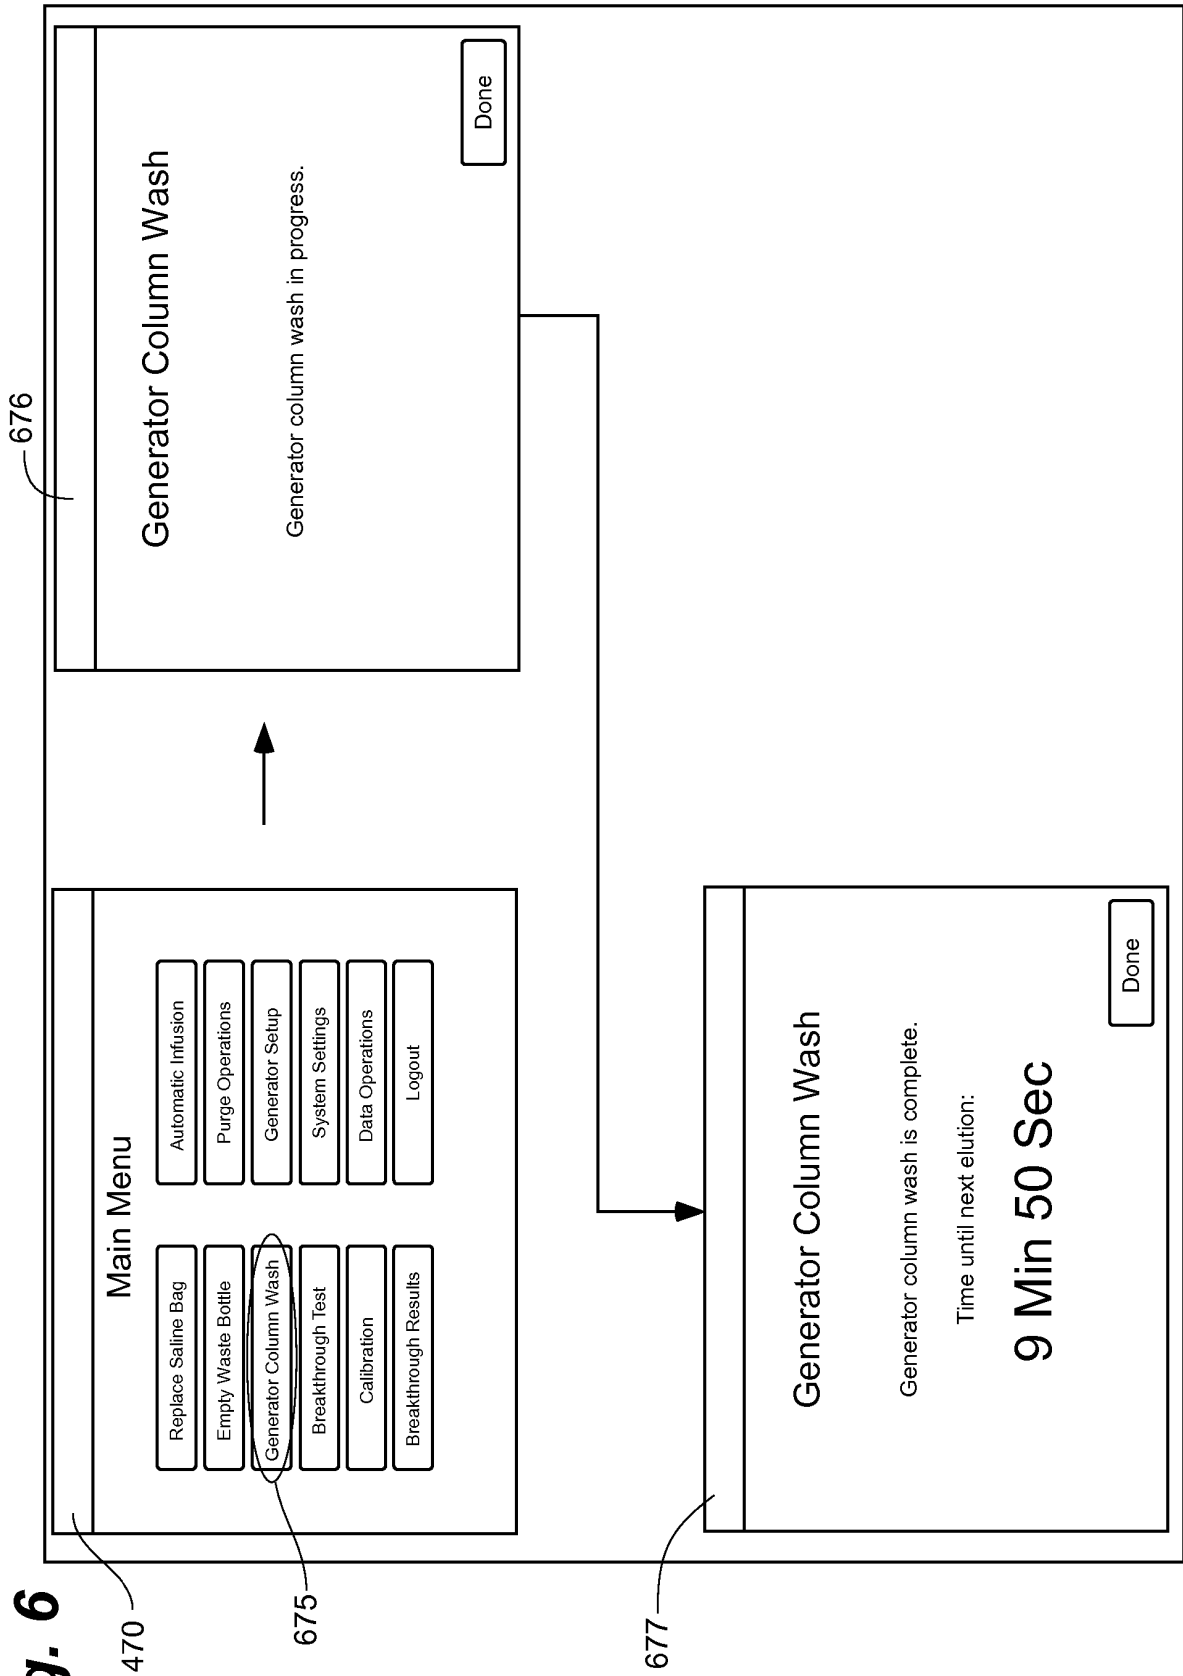 g. 6
470
Main Menu
Replace Saline Bag
Automatic Infusion
Empty Waste Bottle
Purge Operations
Generator Column Wash
Generator Setup
Breakthrough Test
System Settings
Calibration
Data Operations
Breakthrough Results
Logout
675
676
Generator Column Wash
Generator column wash in progress.
Done
677
Generator Column Wash
Generator column wash is complete.
Time until next elution:
9 Min 50 Sec
Done